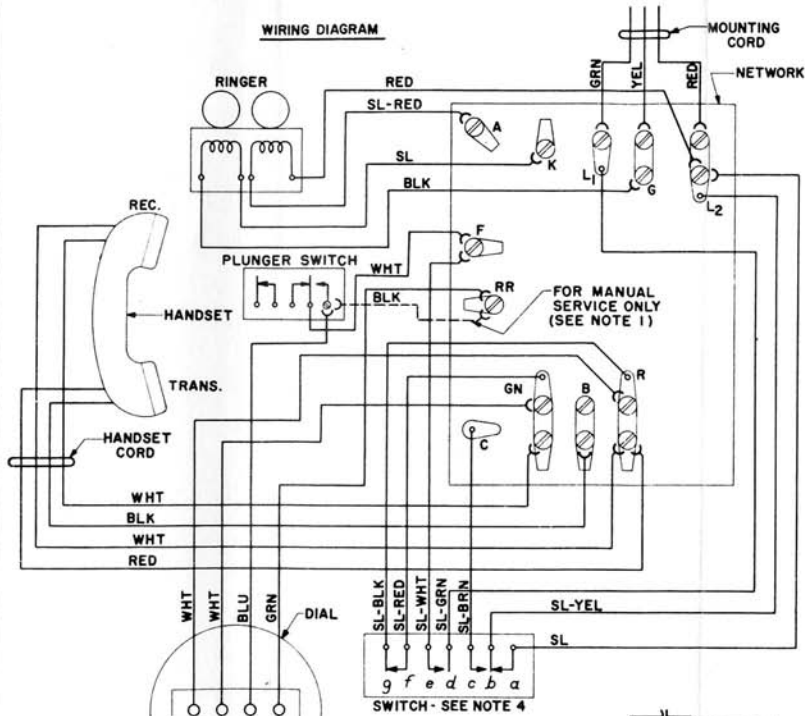 WIRING DIAGRAM
MOUNTING
CORD
NETWORK
GRN
YEL
RED
RINGER
RED
SL-RED
SL
BLK
A
K
L1
G
L2
REC.
F
PLUNGER SWITCH
WHT
BLK
RR
FOR MANUAL
SERVICE ONLY
(SEE NOTE 1)
HANDSET
TRANS.
GN
B
R
C
HANDSET
CORD
WHT
BLK
WHT
RED
WHT
WHT
BLU
GRN
DIAL
SL-BLK
SL-RED
SL-WHT
SL-GRN
SL-BRN
SL-YEL
SL
g f e d c b a
SWITCH - SEE NOTE 4